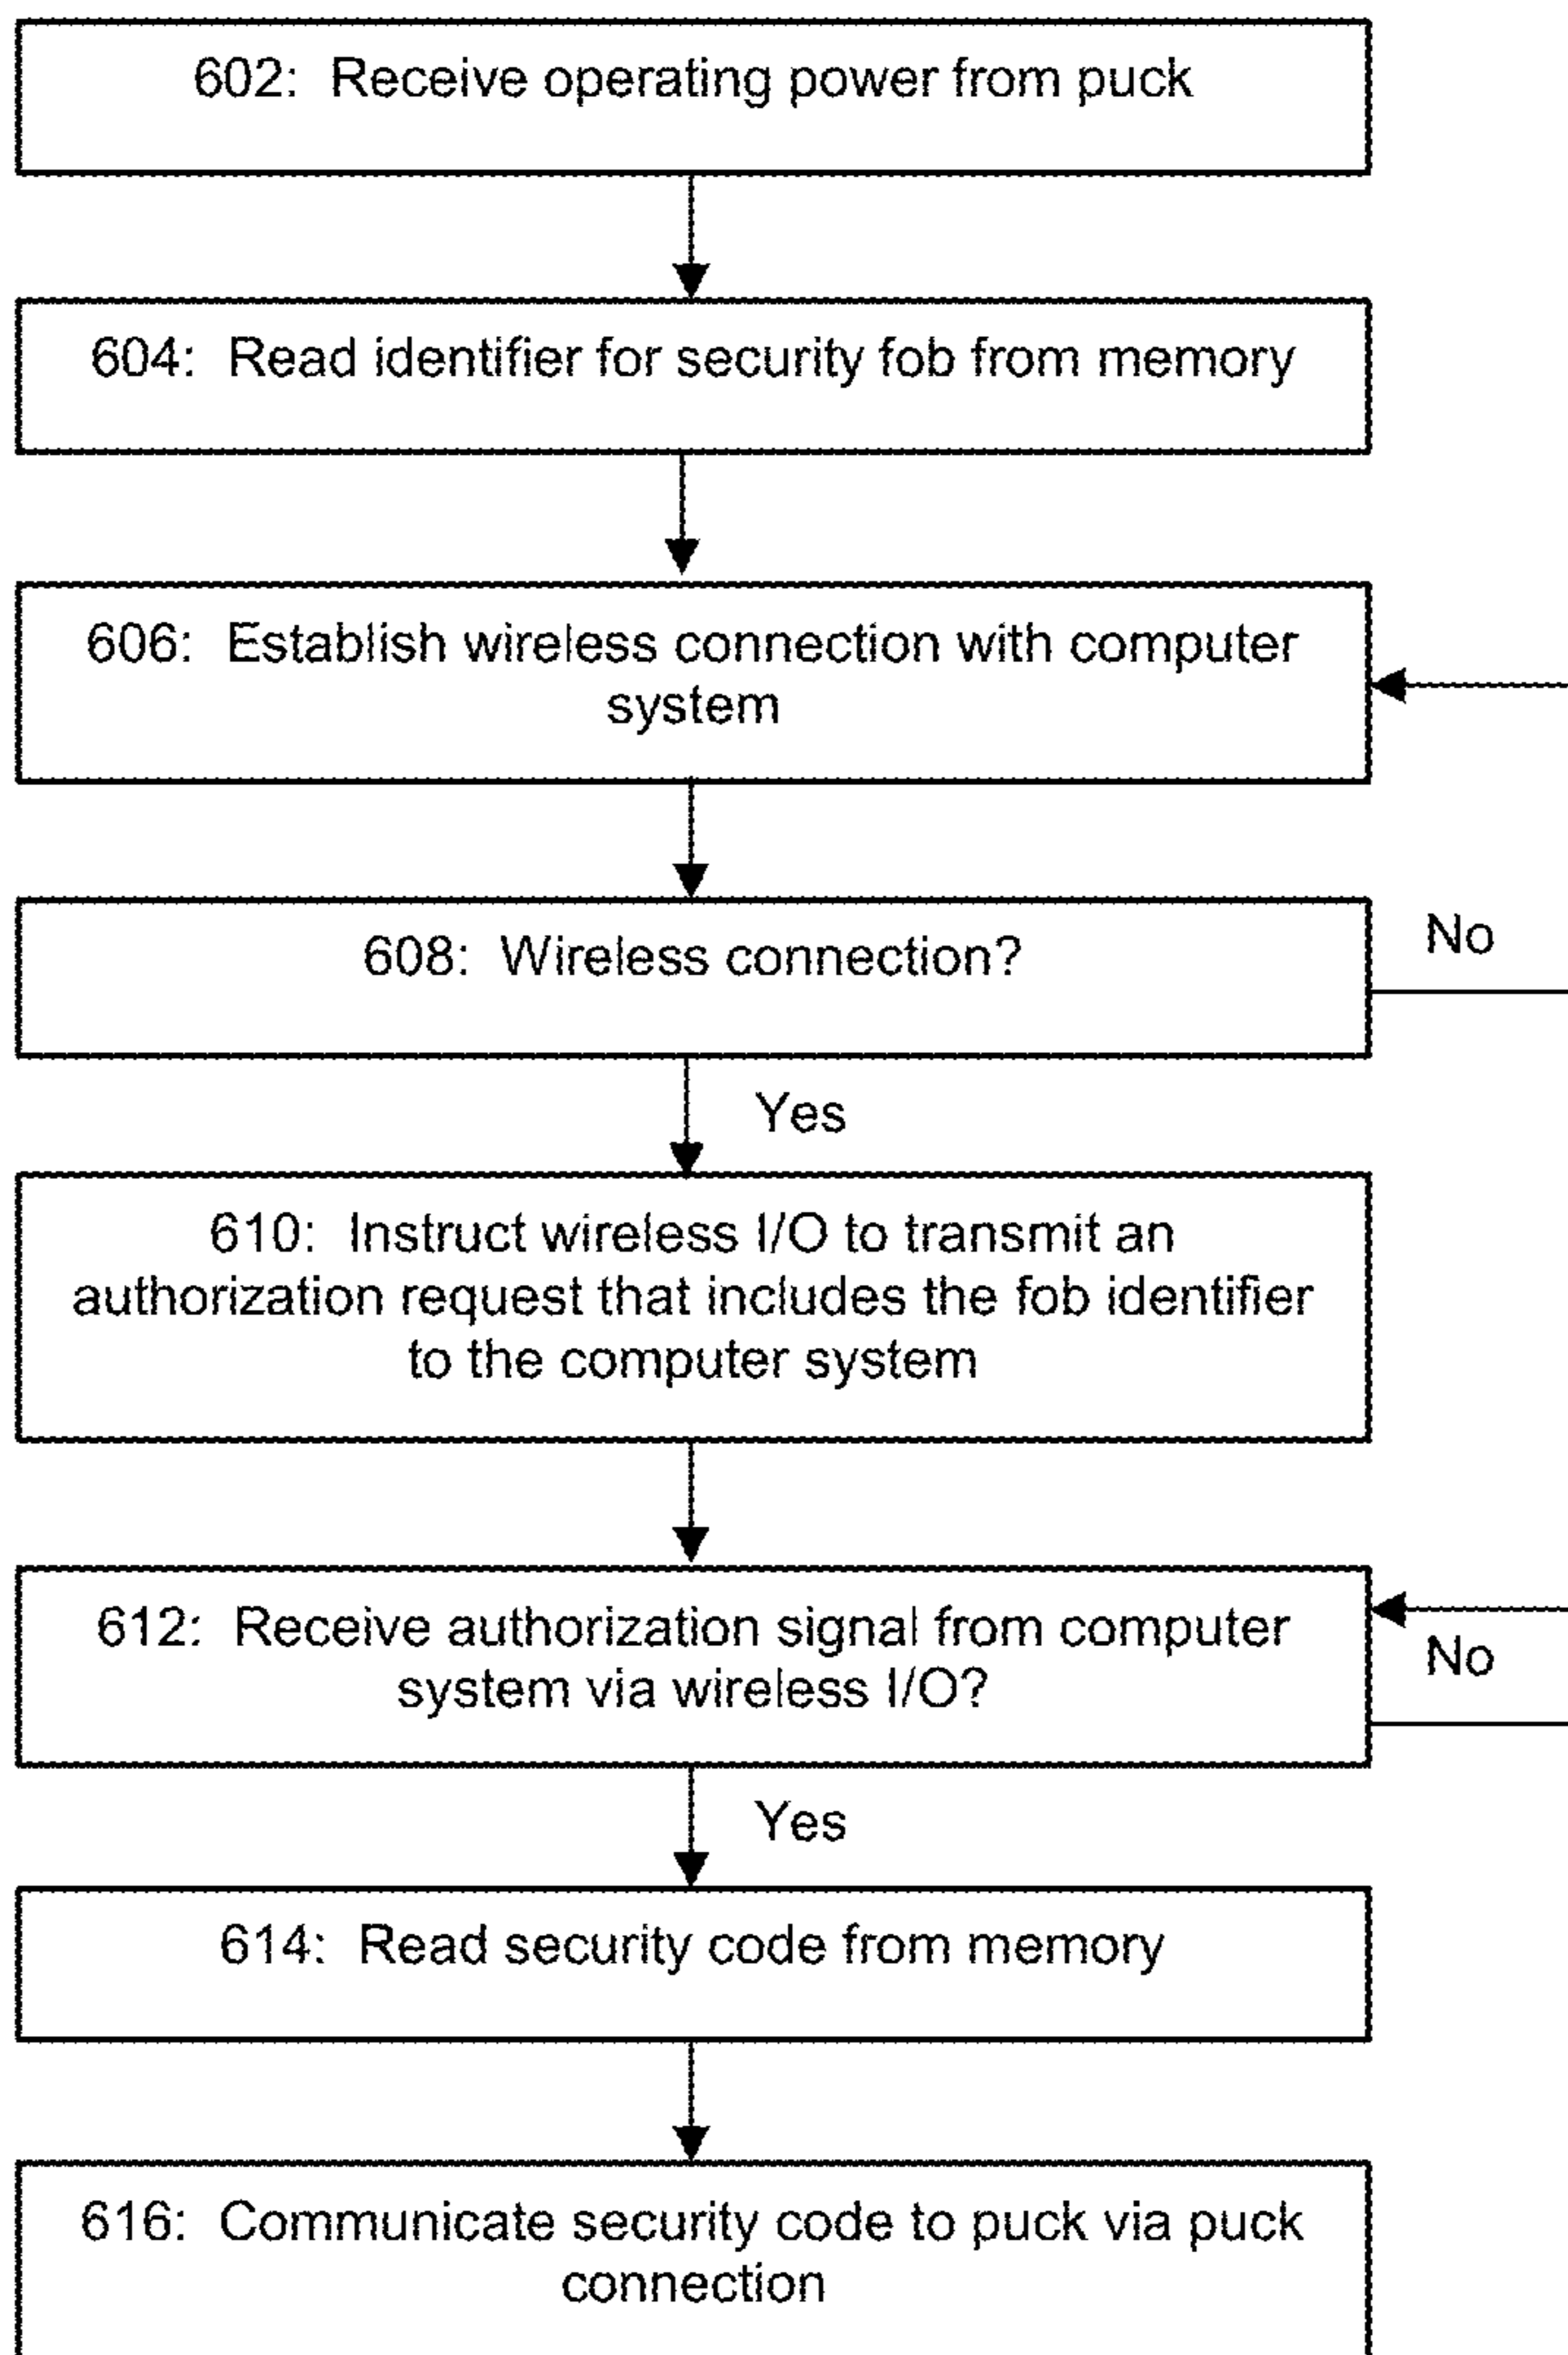 602: Receive operating power from puck
604: Read identifier for security fob from memory
606: Establish wireless connection with computer
system
608: Wireless connection?
No
Yes
610: Instruct wireless I/O to transmit an
authorization request that includes the fob identifier
to the computer system
612: Receive authorization signal from computer
system via wireless I/O?
No
Yes
614: Read security code from memory
616: Communicate security code to puck via puck
connection